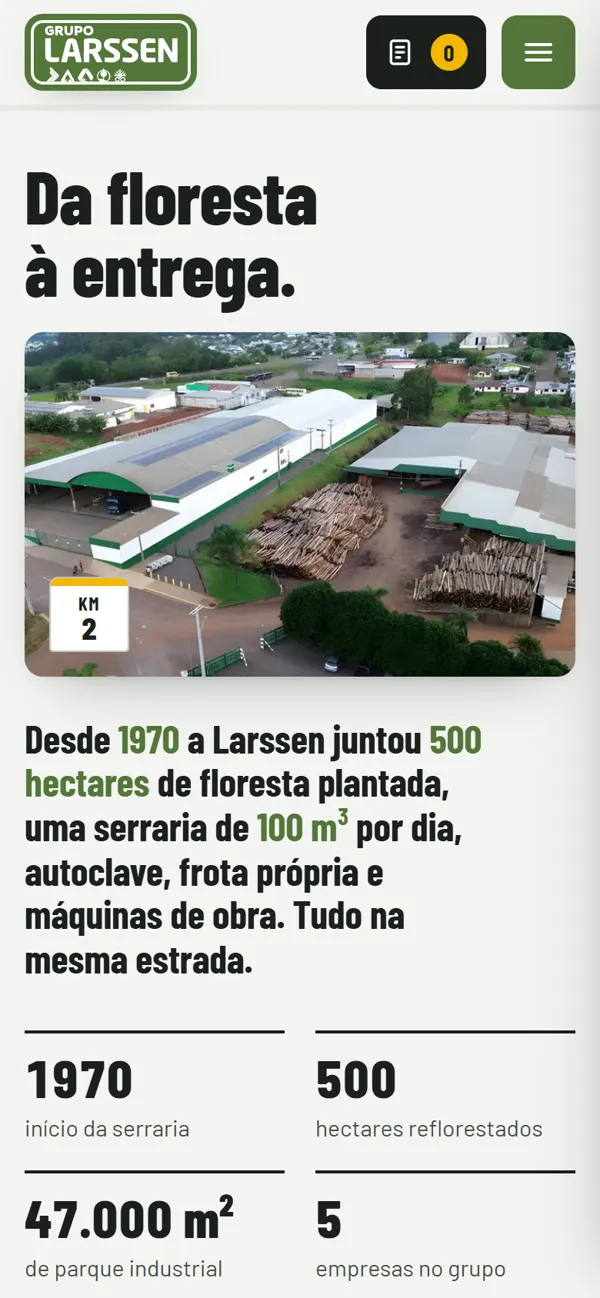 GRUPO
LARSSEN
0
Da floresta
à entrega.
KM
2
Desde 1970 a Larssen juntou 500
hectares de floresta plantada,
uma serraria de 100 m³ por dia,
autoclave, frota própria e
máquinas de obra. Tudo na
mesma estrada.
1970
500
início da serraria
hectares reflorestados
47.000 m²
5
de parque industrial
empresas no grupo